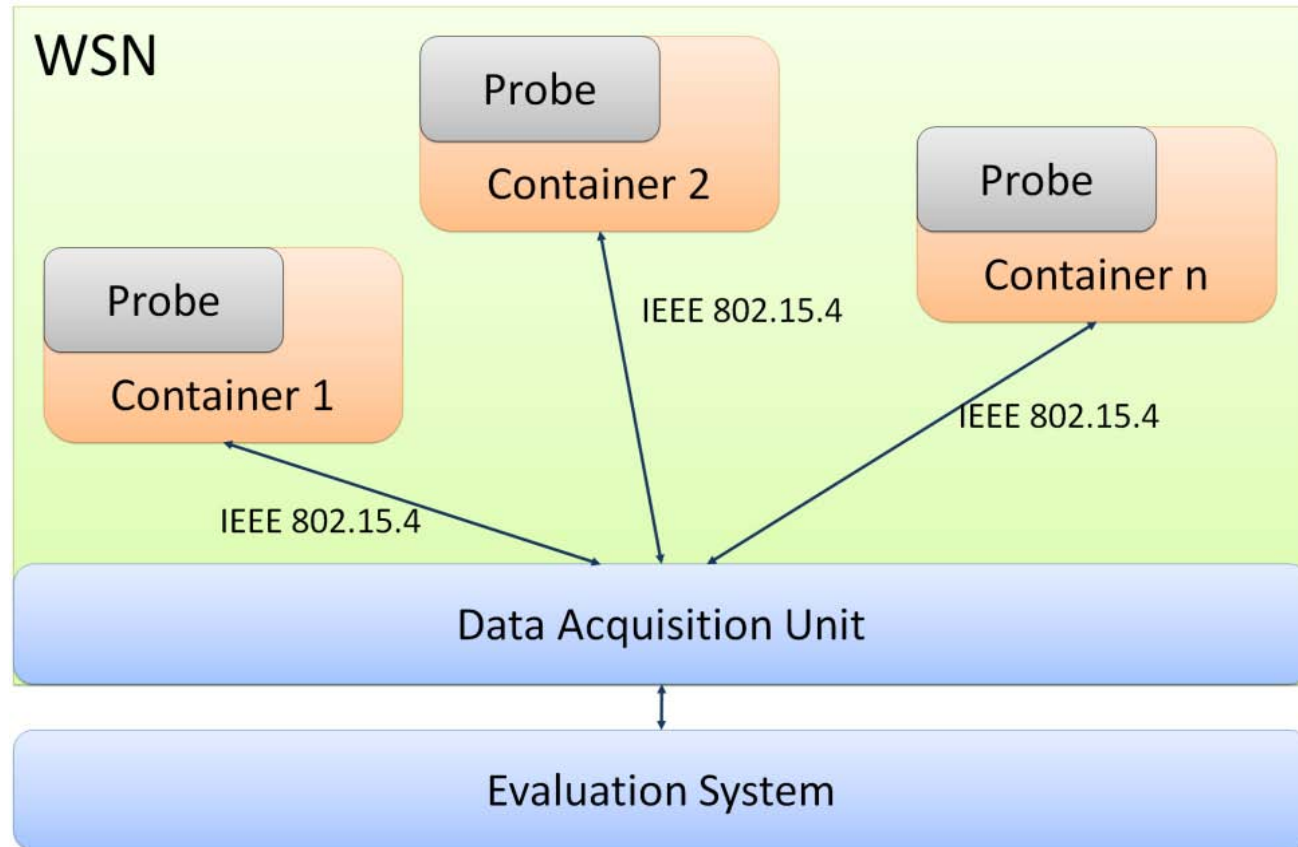 WSN
Probe
Container 2
Probe
Container n
Probe
Container 1
IEEE 802.15.4
IEEE 802.15.4
IEEE 802.15.4
Data Acquisition Unit
Evaluation System